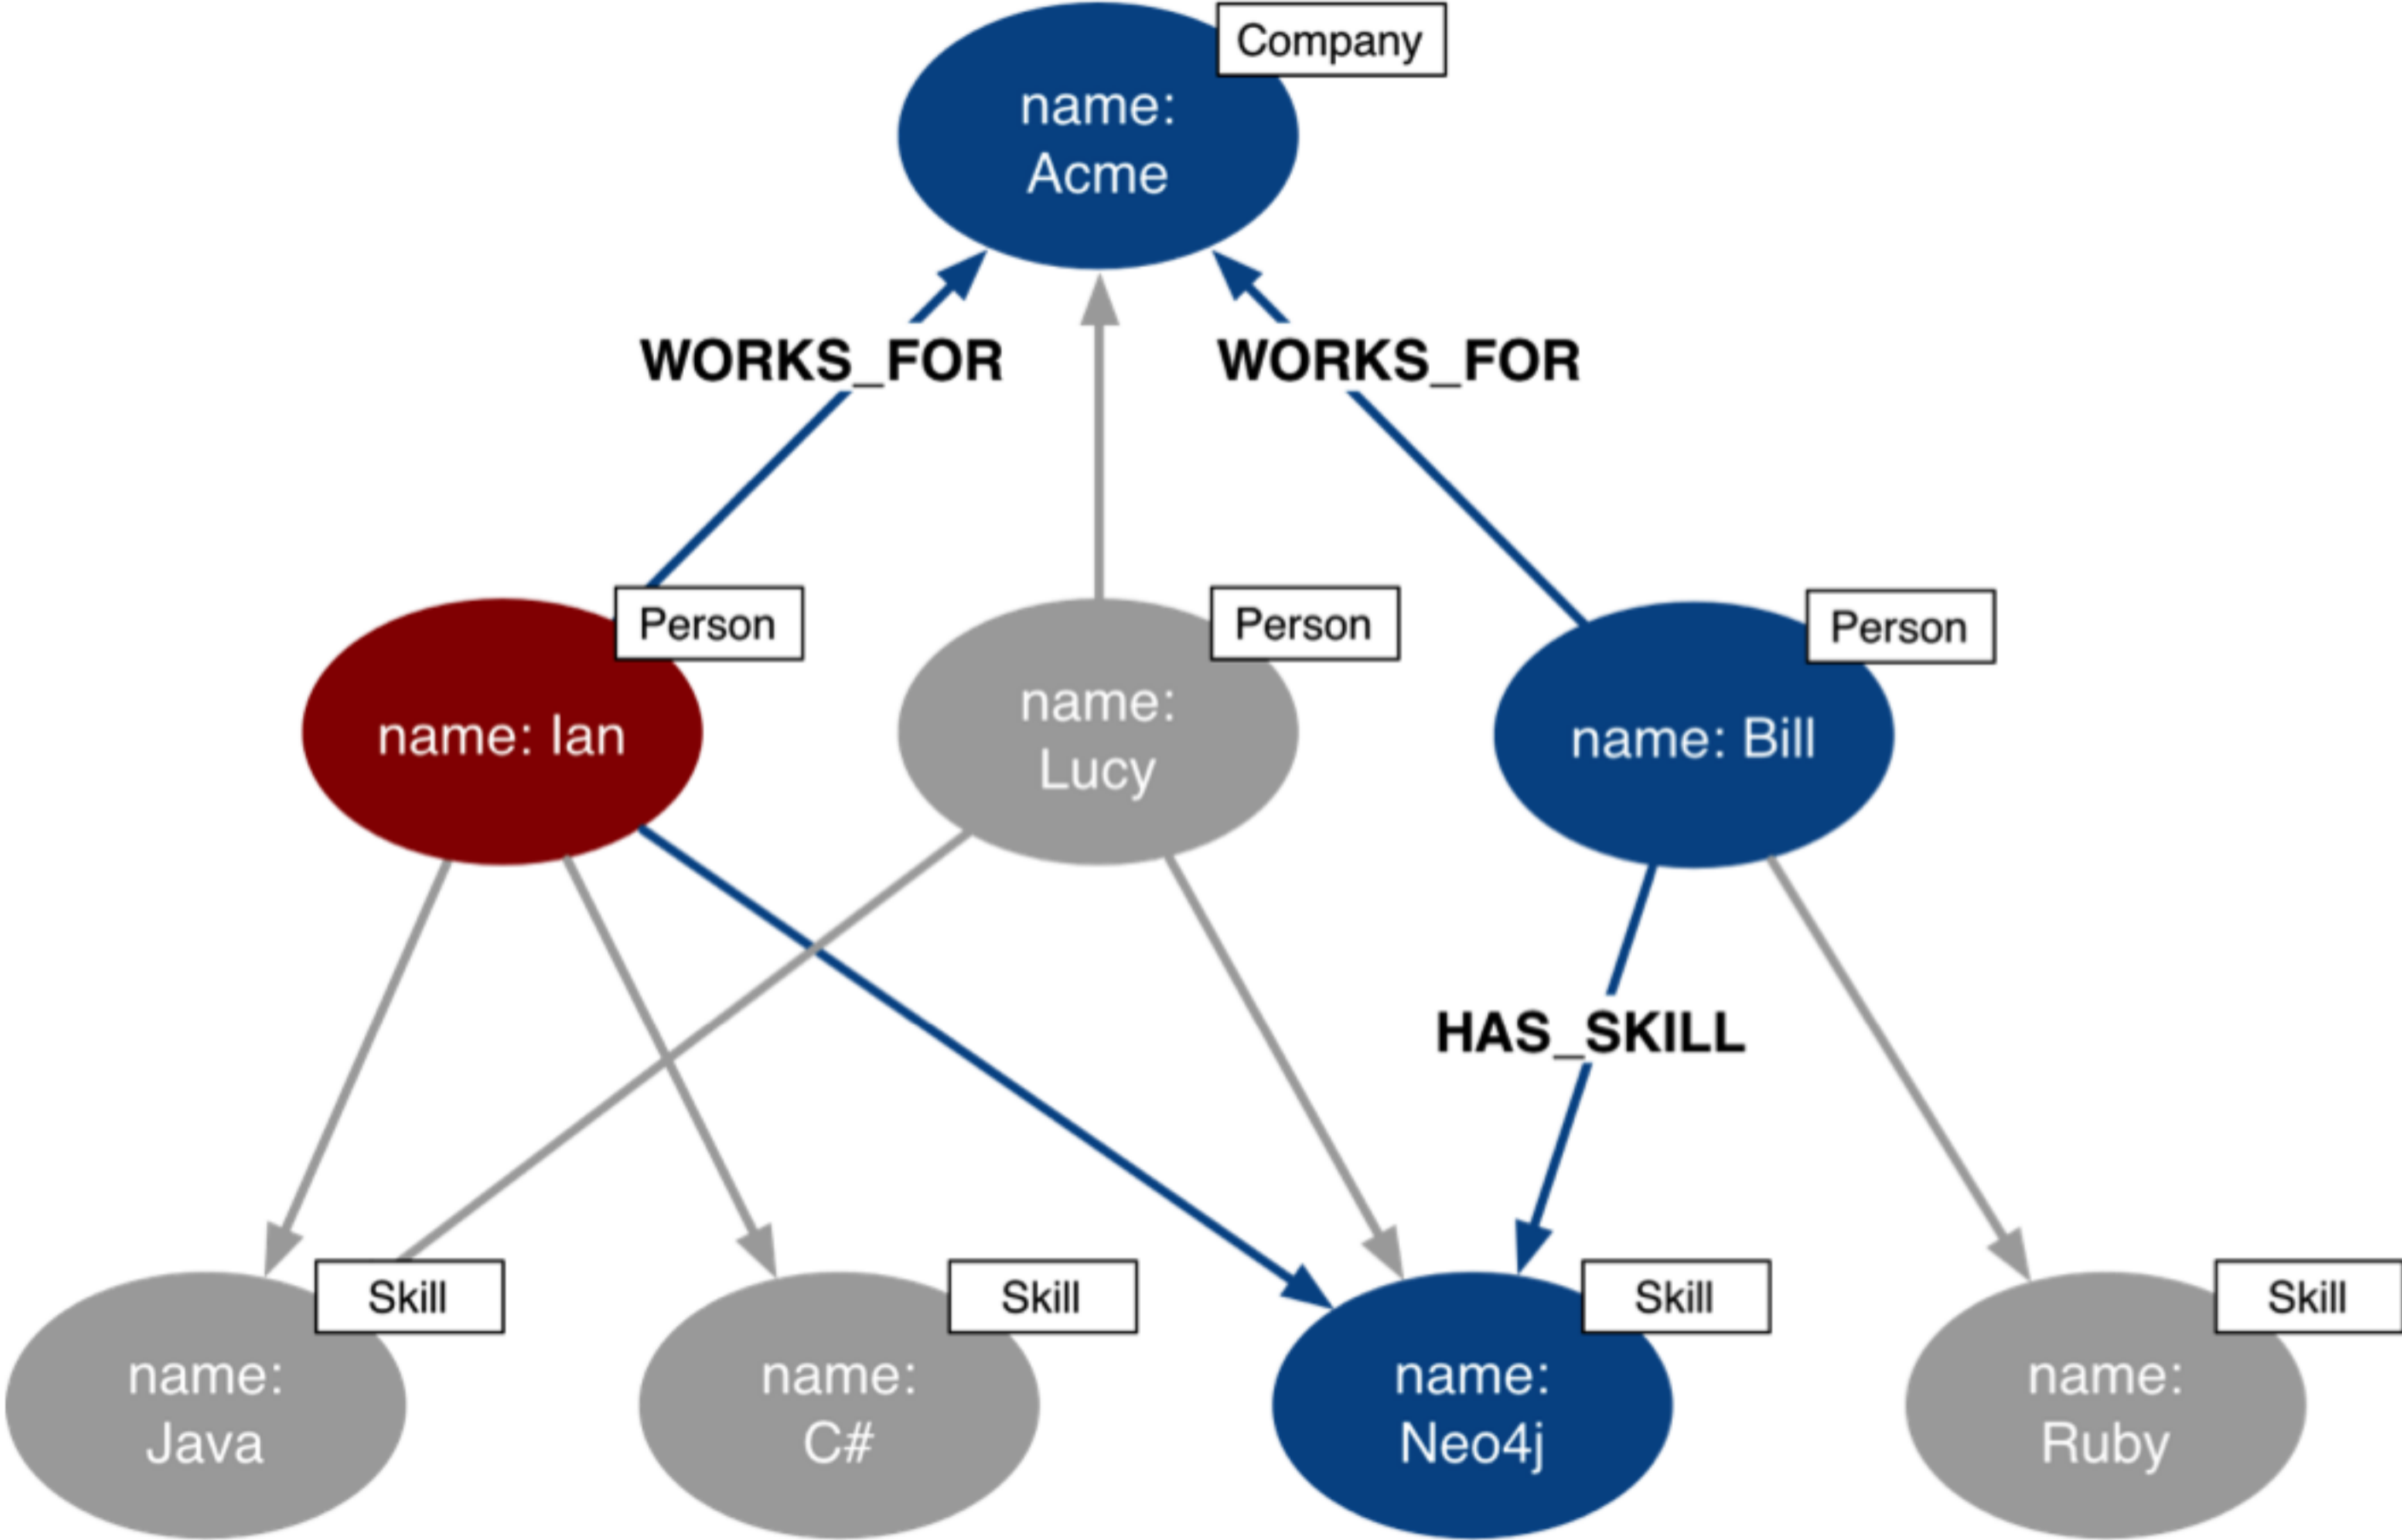 Company
name:
Acme
WORKS_FOR
WORKS_FOR
Person
name: Ian
Person
name:
Lucy
Person
name: Bill
HAS_SKILL
Skill
name:
Java
Skill
name:
C#
Skill
name:
Neo4j
Skill
name:
Ruby